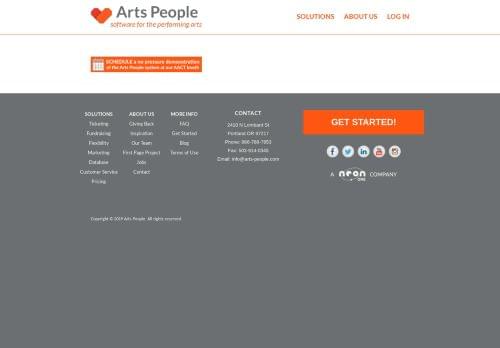 Arts People
software for the performing arts
SOLUTIONS ABOUT US LOG IN
SCHEDULE a no pressure demonstration
of the Arts People system at our AACT booth
SOLUTIONS
Ticketing
Fundraising
Flexibility
Marketing
Database
Customer Service
Pricing
ABOUT US
Giving Back
Inspiration
Our Team
First Page Project
Jobs
Contact
MORE INFO
FAQ
Get Started
Blog
Terms of Use
CONTACT
2410 N Lombard St
Portland OR 97217
Phone: 866-788-7953
Fax: 503-914-0345
Email: info@arts-people.com
GET STARTED!
A neon ONE COMPANY
Copyright © 2019 Arts People. All rights reserved.